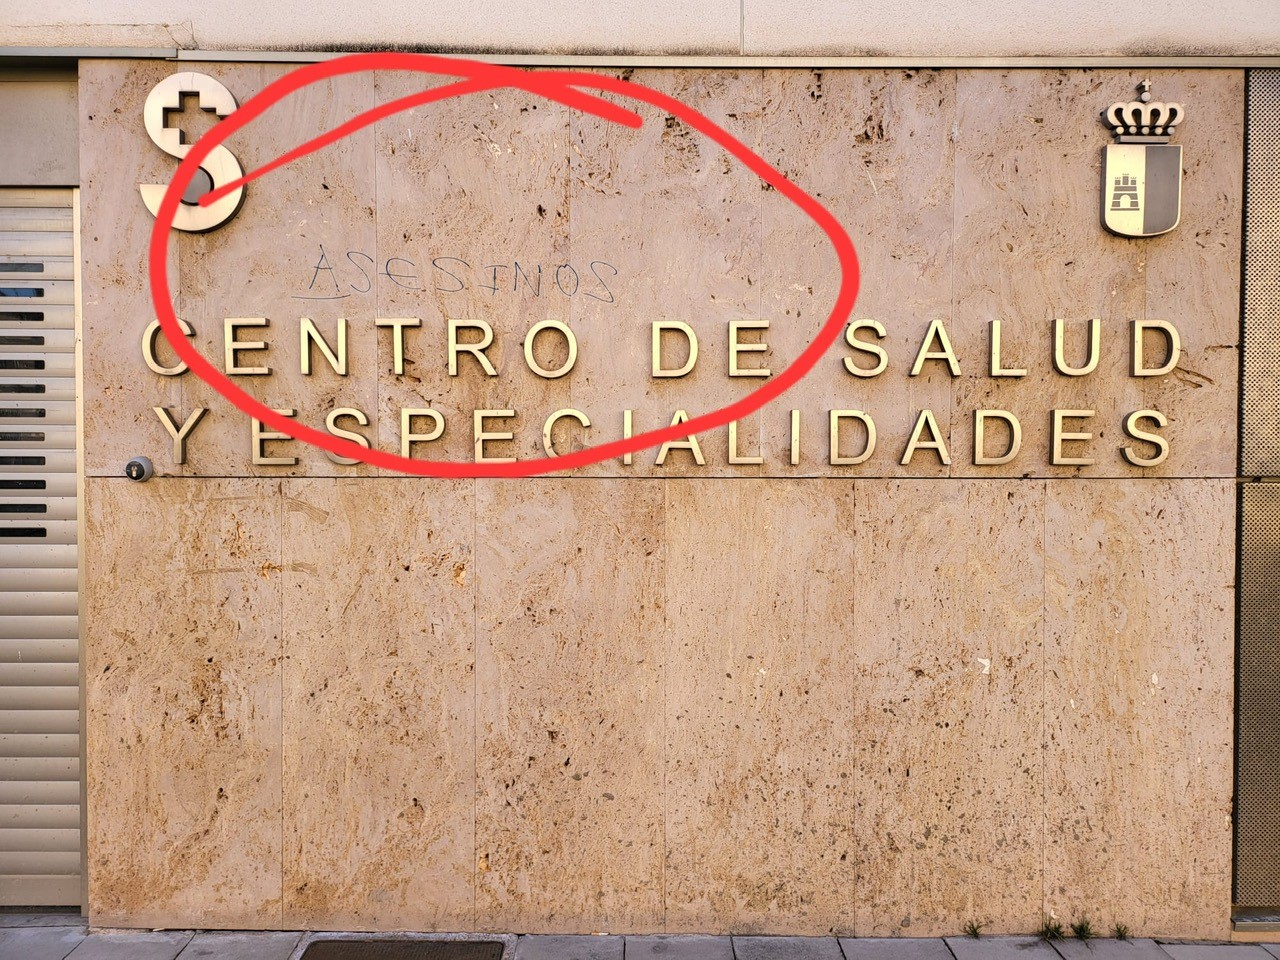 ASESINOS
CENTRO DE SALUD
Y ESPECIALIDADES